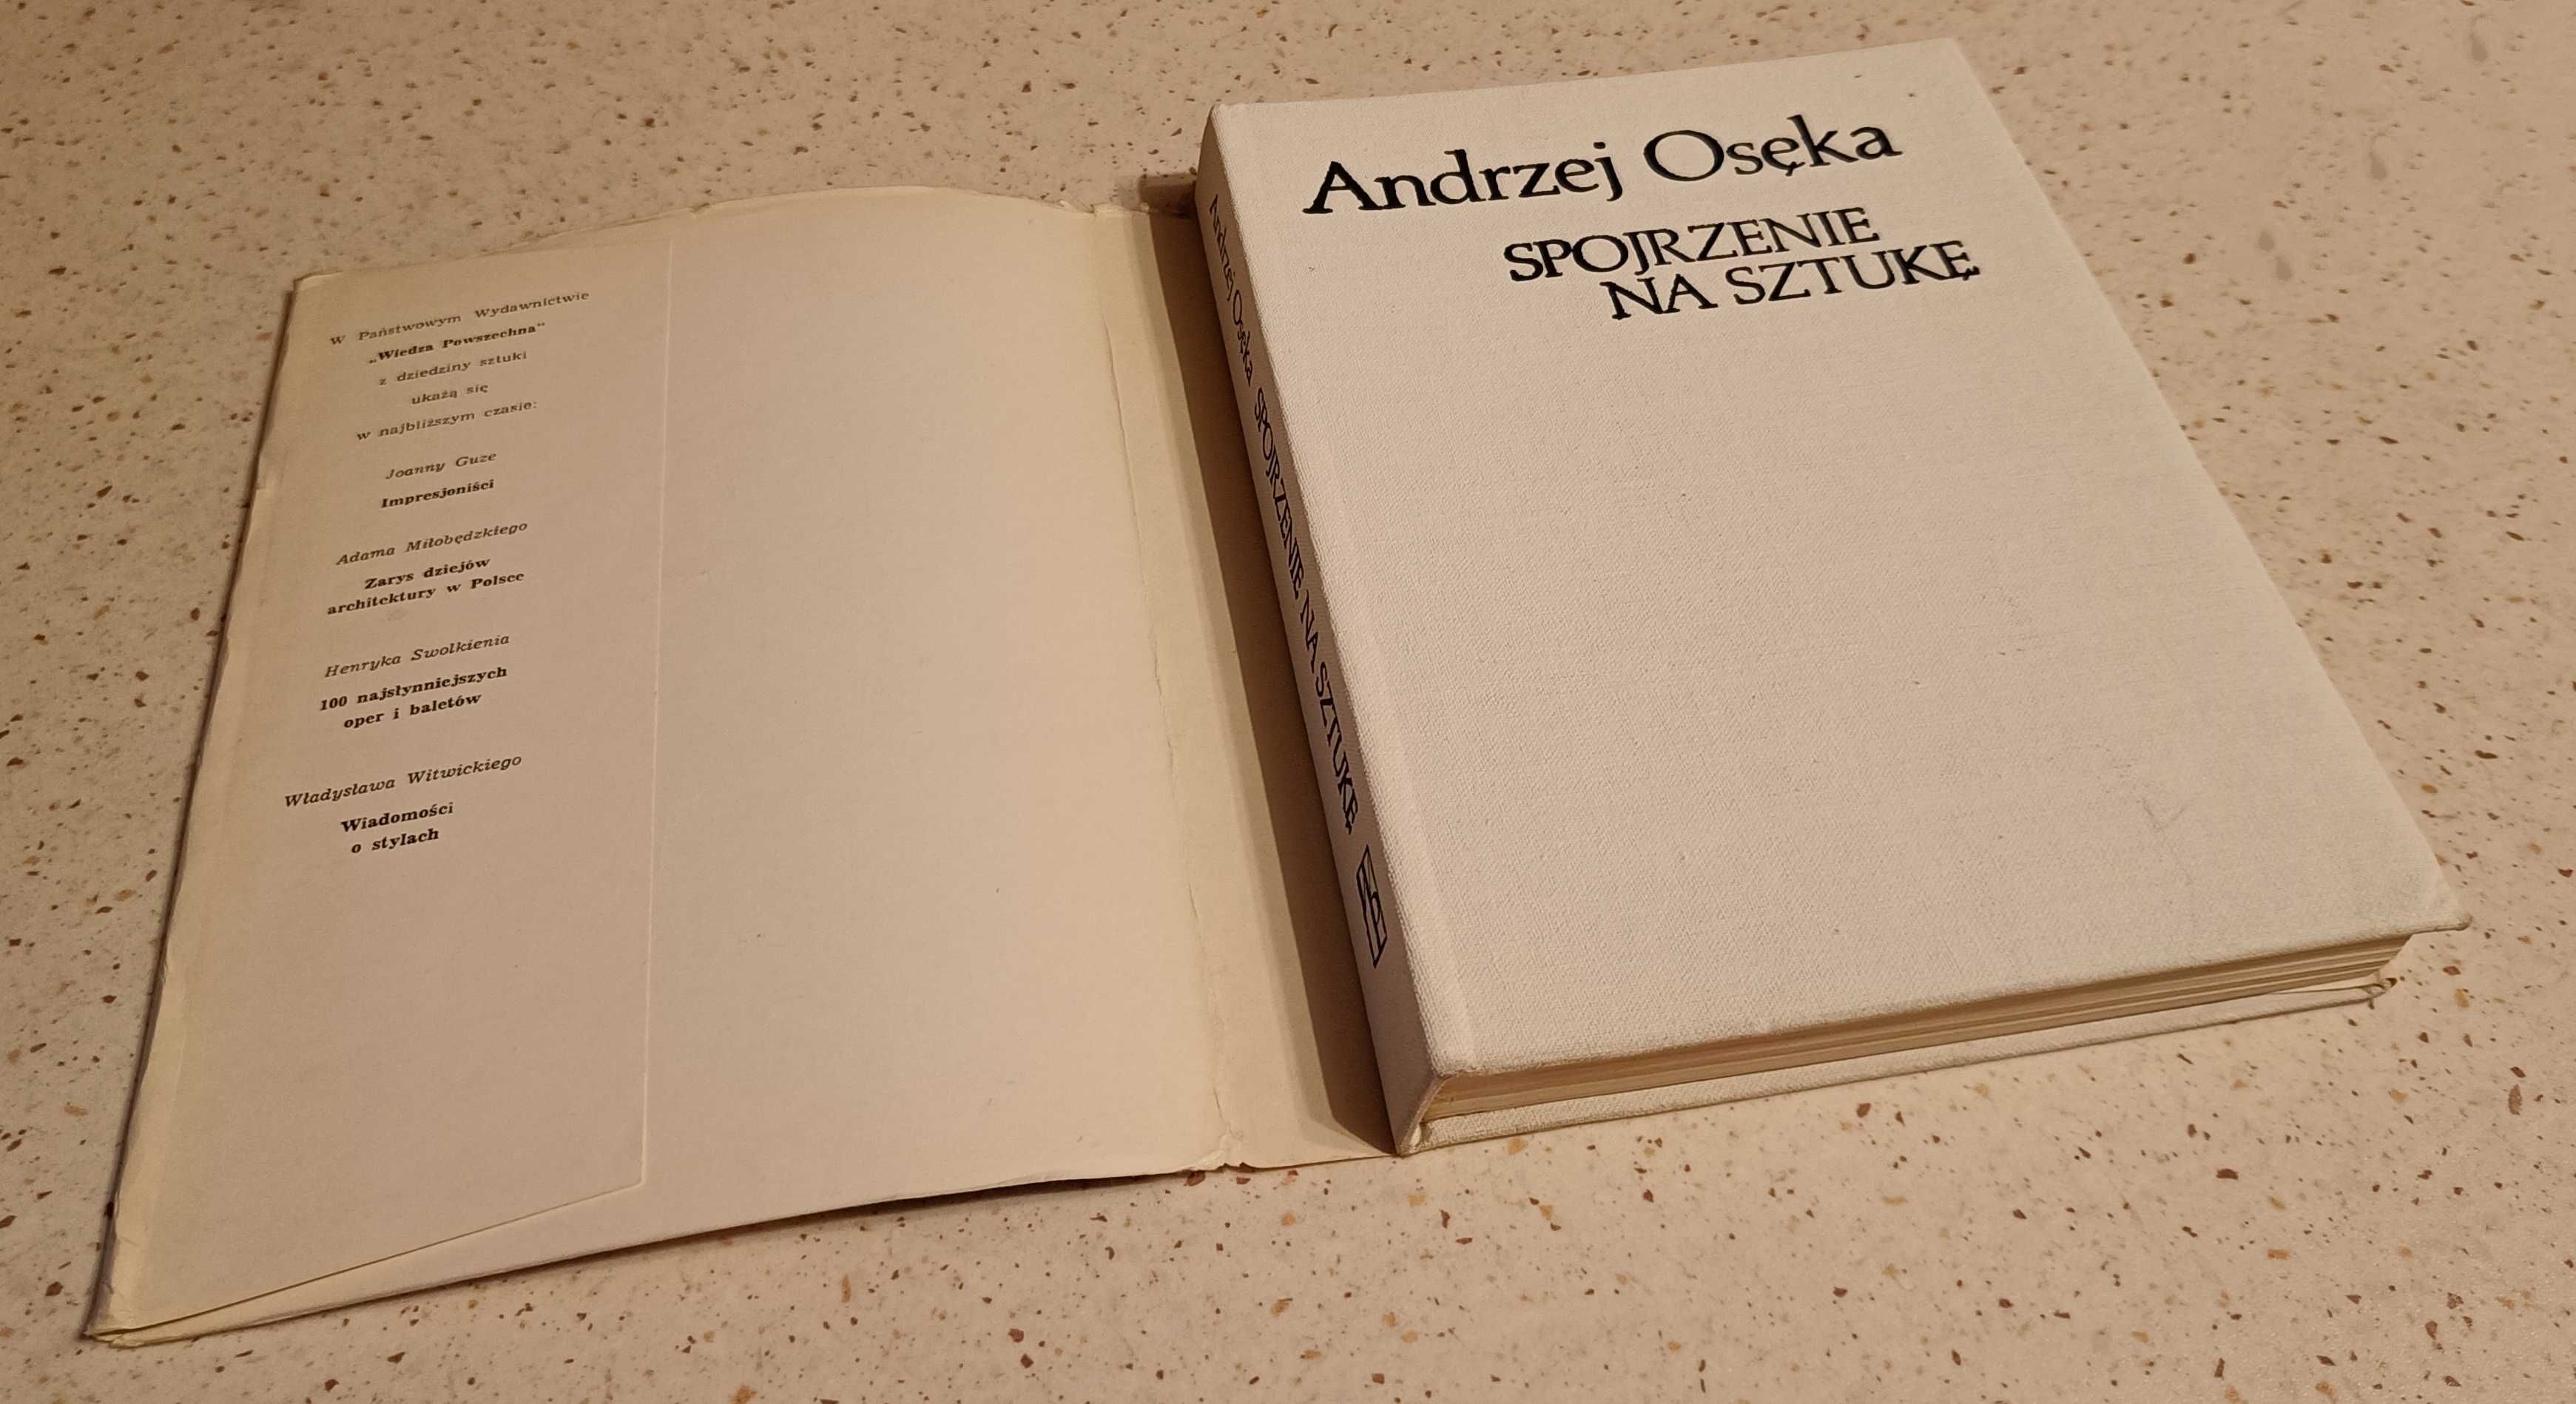 w Państwowym Wydawnictwie
„Wiedza Powszechna"
z dziedziny sztuki
ukażą się
w najbliższym czasie:
Joanny Guze
Impresjoniści
Adama Miłobędzkiego
Zarys dziejów
architektury w Polsce
Henryka Swolkienia
100 najsłynniejszych
oper i baletów
Władysława Witwickiego
Wiadomości
o stylach
Andrzej Osęka SPOJRZENIE NA SZTUKĘ
Andrzej Osęka
SPOJRZENIE
NA SZTUKĘ